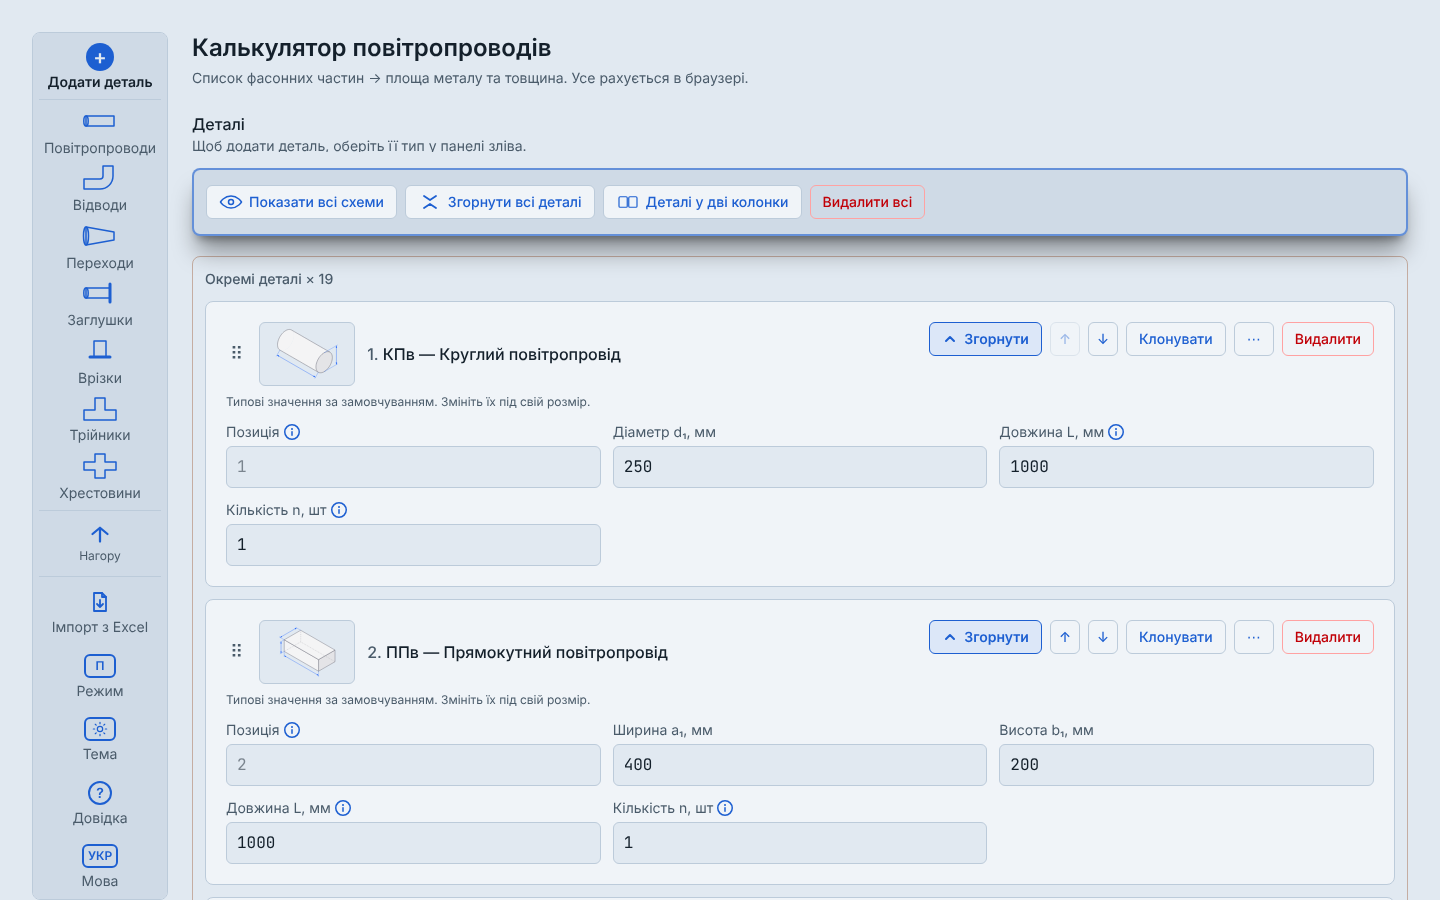 +
Додати деталь
Повітропроводи
Відводи
Переходи
Заглушки
Врізки
Трійники
Хрестовини
Нагору
Імпорт з Excel
П
Режим
Тема
?
Довідка
УКР
Мова
Калькулятор повітропроводів
Список фасонних частин → площа металу та товщина. Усе рахується в браузері.
Деталі
Щоб додати деталь, оберіть її тип у панелі зліва.
Показати всі схеми
Згорнути всі деталі
Деталі у дві колонки
Видалити всі
Окремі деталі × 19
1. КПв — Круглий повітропровід
Згорнути
↑
↓
Клонувати
···
Видалити
Типові значення за замовчуванням. Змініть їх під свій розмір.
Позиція
Діаметр d₁, мм
Довжина L, мм
1
250
1000
Кількість n, шт
1
2. ППв — Прямокутний повітропровід
Згорнути
↑
↓
Клонувати
···
Видалити
Типові значення за замовчуванням. Змініть їх під свій розмір.
Позиція
Ширина a₁, мм
Висота b₁, мм
2
400
200
Довжина L, мм
Кількість n, шт
1000
1